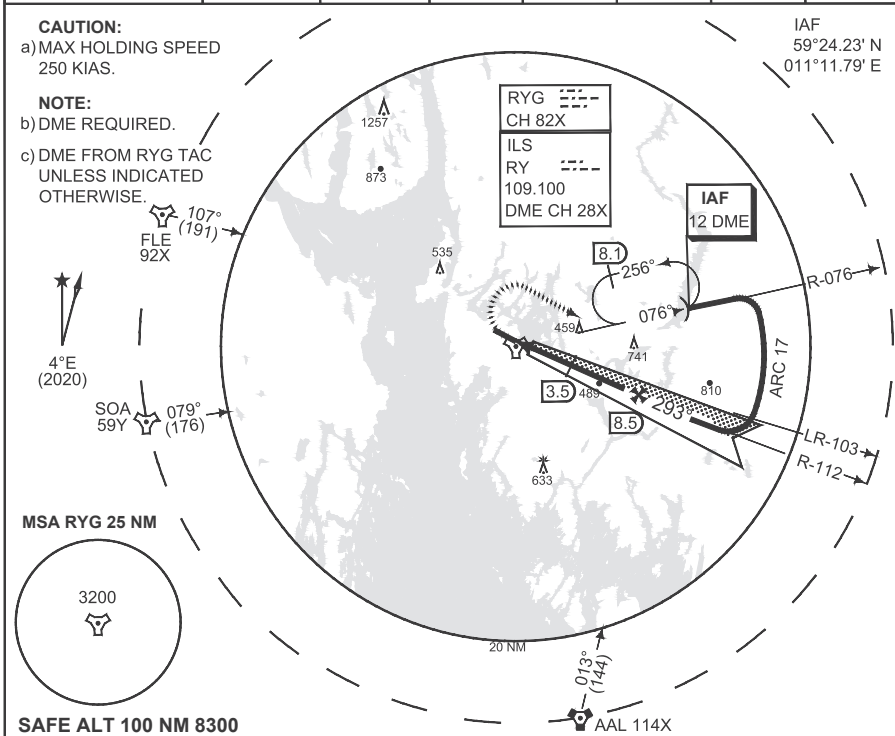 CAUTION:
a) MAX HOLDING SPEED
250 KIAS.
NOTE:
b) DME REQUIRED.
c) DME FROM RYG TAC
UNLESS INDICATED
OTHERWISE.
IAF
59°24.23' N
011°11.79' E
RYG
CH 82X
ILS
RY
109.100
DME CH 28X
IAF
12 DME
1257
873
107°
(191)
FLE
92X
535
8.1
256°
076°
R-076
459
741
4°E
(2020)
ARC 17
3.5
489
810
293°
8.5
SOA
59Y
079°
(176)
LR-103
R-112
633
MSA RYG 25 NM
3200
20 NM
013°
(144)
AAL 114X
SAFE ALT 100 NM 8300